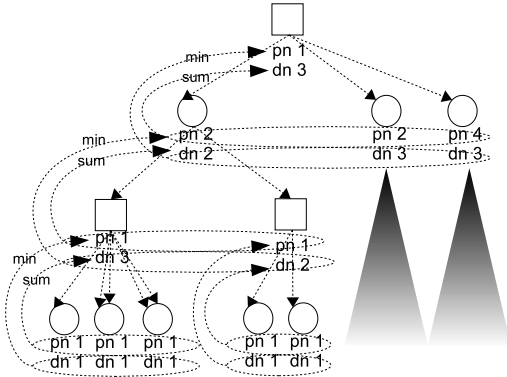 min
pn 1
sum
dn 3
min
pn 2
pn 2
pn 4
sum
dn 2
dn 3
dn 3
min
pn 1
pn 1
sum
dn 3
dn 2
pn 1 pn 1 pn 1
pn 1 pn 1
dn 1 dn 1 dn 1
dn 1 dn 1